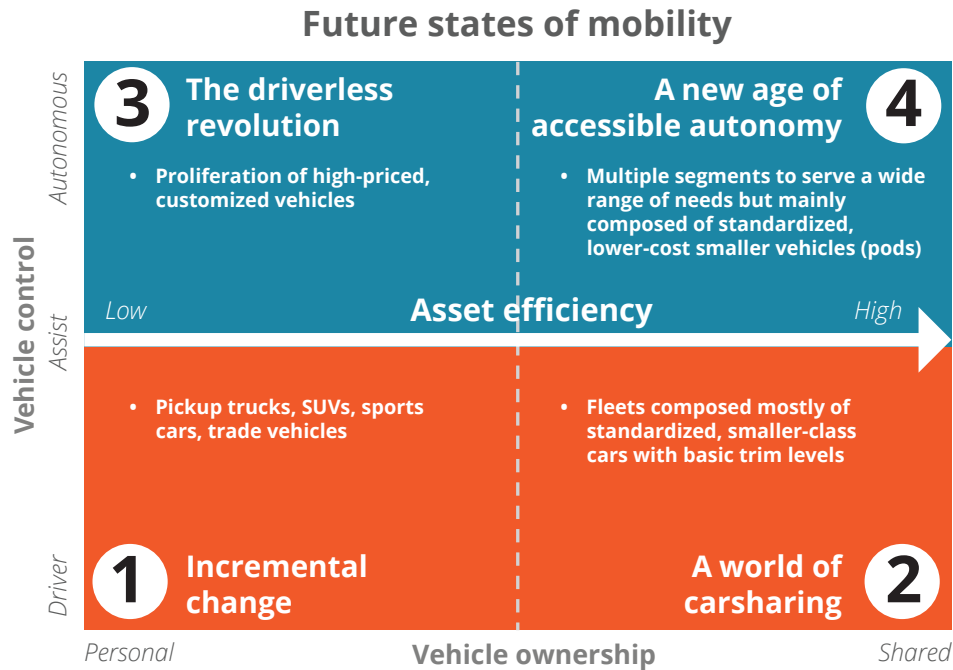 Future states of mobility
Autonomous
3
The driverless
revolution
• Proliferation of high-priced,
customized vehicles
A new age of
accessible autonomy
4
• Multiple segments to serve a wide
range of needs but mainly
composed of standardized,
lower-cost smaller vehicles (pods)
Vehicle control
Assist
Low
Asset efficiency
High
• Pickup trucks, SUVs, sports
cars, trade vehicles
• Fleets composed mostly of
standardized, smaller-class
cars with basic trim levels
Driver
1
Incremental
change
A world of
carsharing
2
Personal
Vehicle ownership
Shared